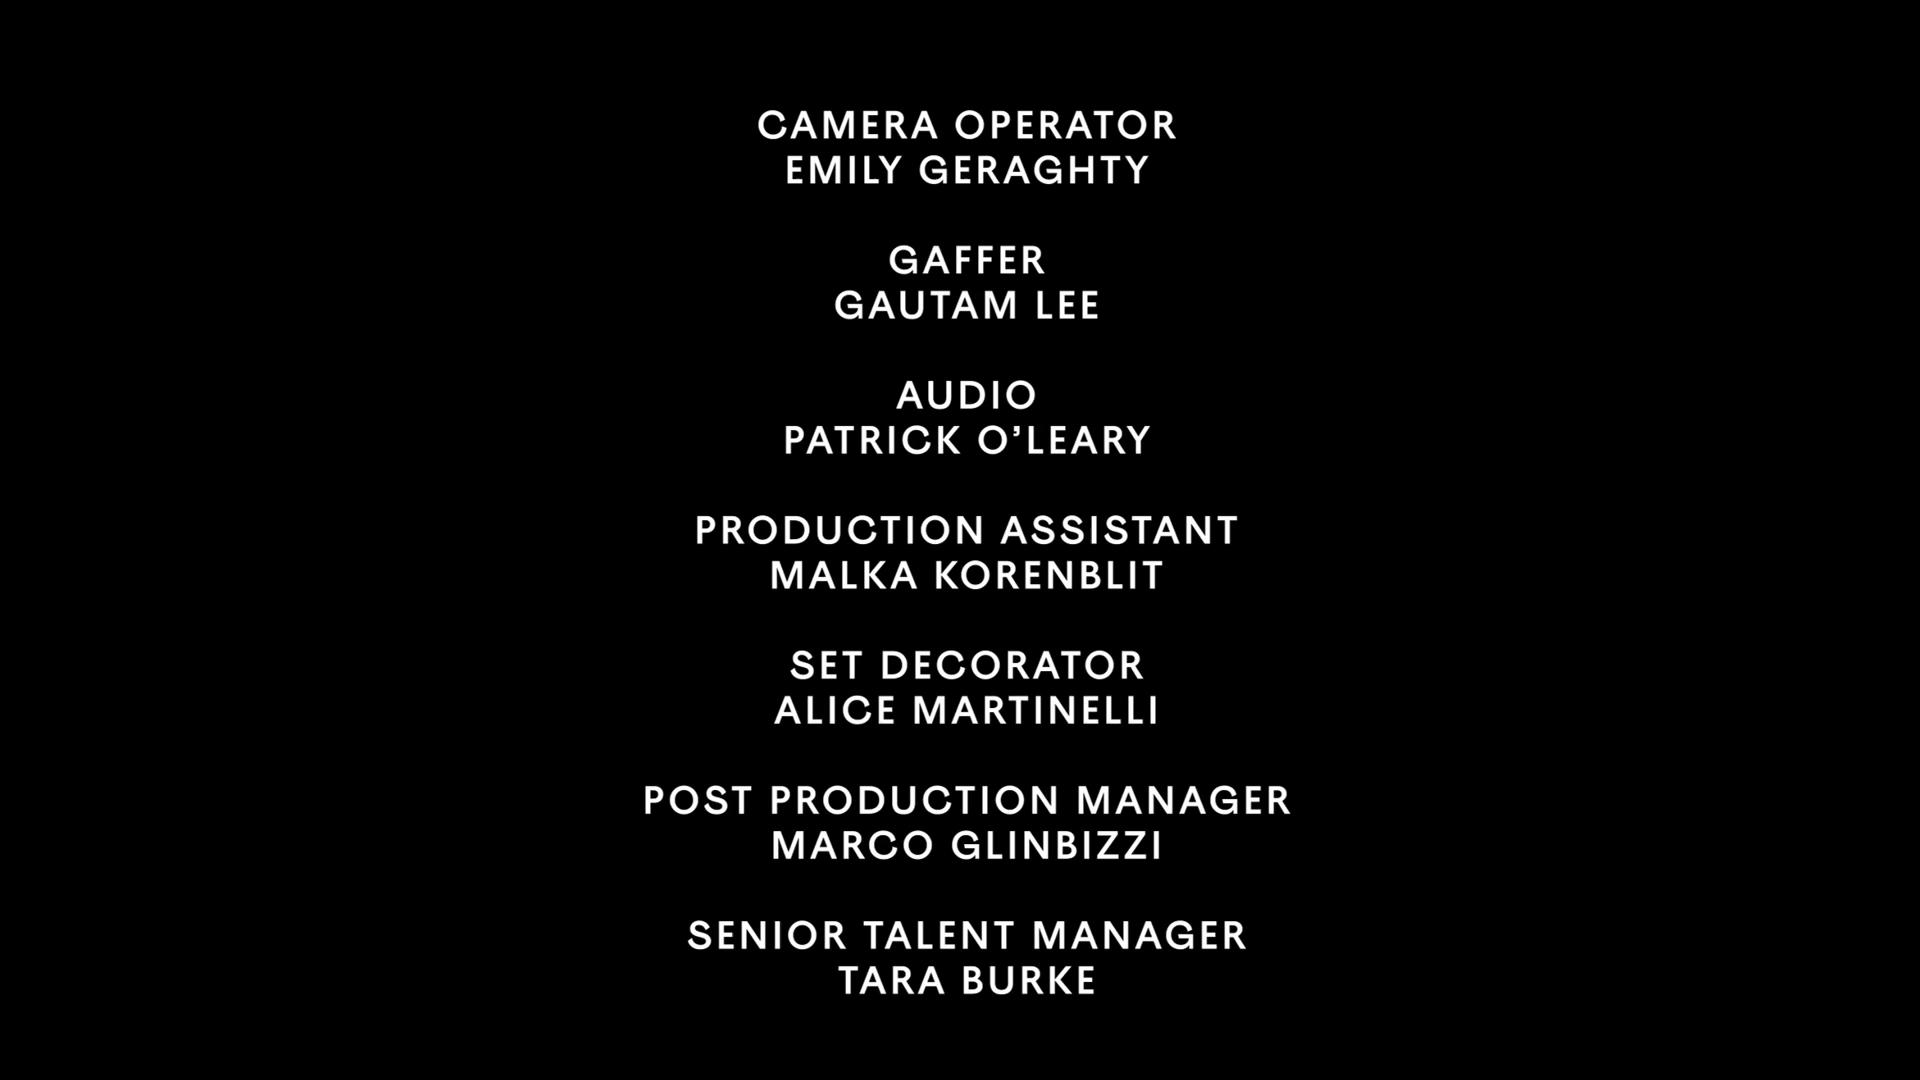 CAMERA OPERATOR
EMILY GERAGHTY
GAFFER
GAUTAM LEE
AUDIO
PATRICK O’LEARY
PRODUCTION ASSISTANT
MALKA KORENBLIT
SET DECORATOR
ALICE MARTINELLI
POST PRODUCTION MANAGER
MARCO GLINBIZZI
SENIOR TALENT MANAGER
TARA BURKE